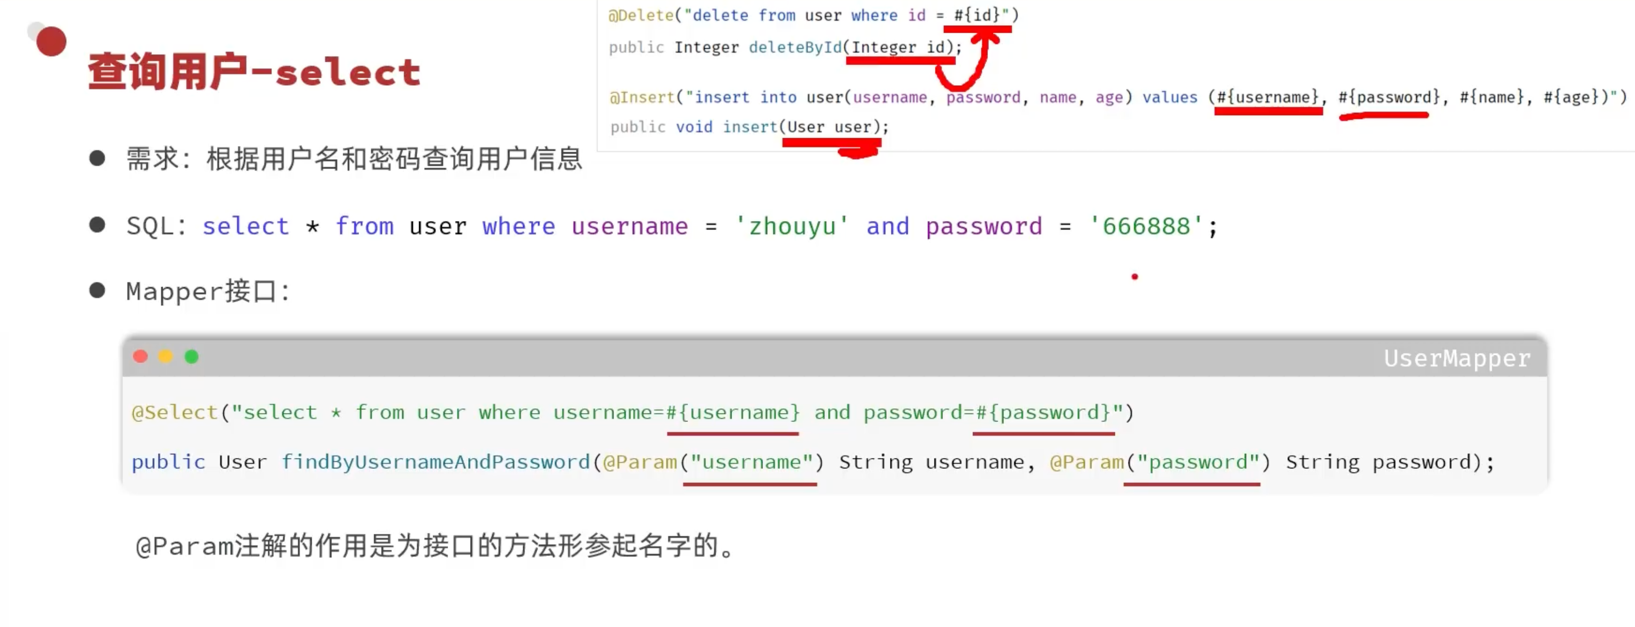 @Delete("delete from user where id = #{id}")
public Integer deleteById(Integer id);
@Insert("insert into user(username, password, name, age) values (#{username}, #{password}, #{name}, #{age})")
public void insert(User user);
查询用户-select
需求：根据用户名和密码查询用户信息
SQL：select * from user where username = 'zhouyu' and password = '666888';
Mapper接口：
UserMapper
@Select("select * from user where username=#{username} and password=#{password}")
public User findByUsernameAndPassword(@Param("username") String username, @Param("password") String password);
@Param注解的作用是为接口的方法形参起名字的。